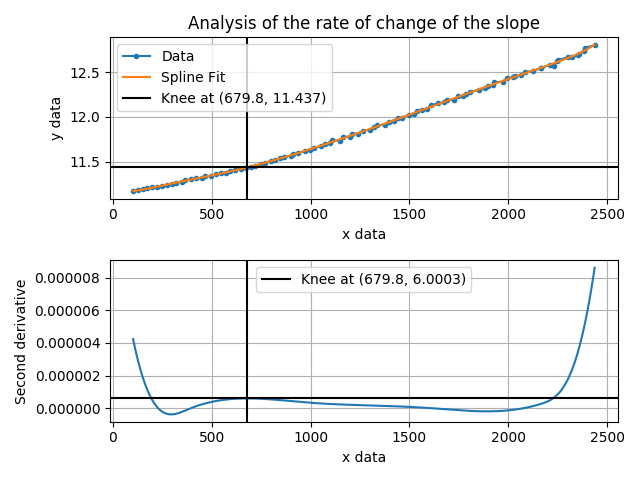 Analysis of the rate of change of the slope
Data
Spline Fit
Knee at (679.8, 11.437)
y data
12.5
12.0
11.5
0
500
1000
1500
2000
2500
x data
Knee at (679.8, 6.0003)
Second derivative
0.000008
0.000006
0.000004
0.000002
0.000000
0
500
1000
1500
2000
2500
x data